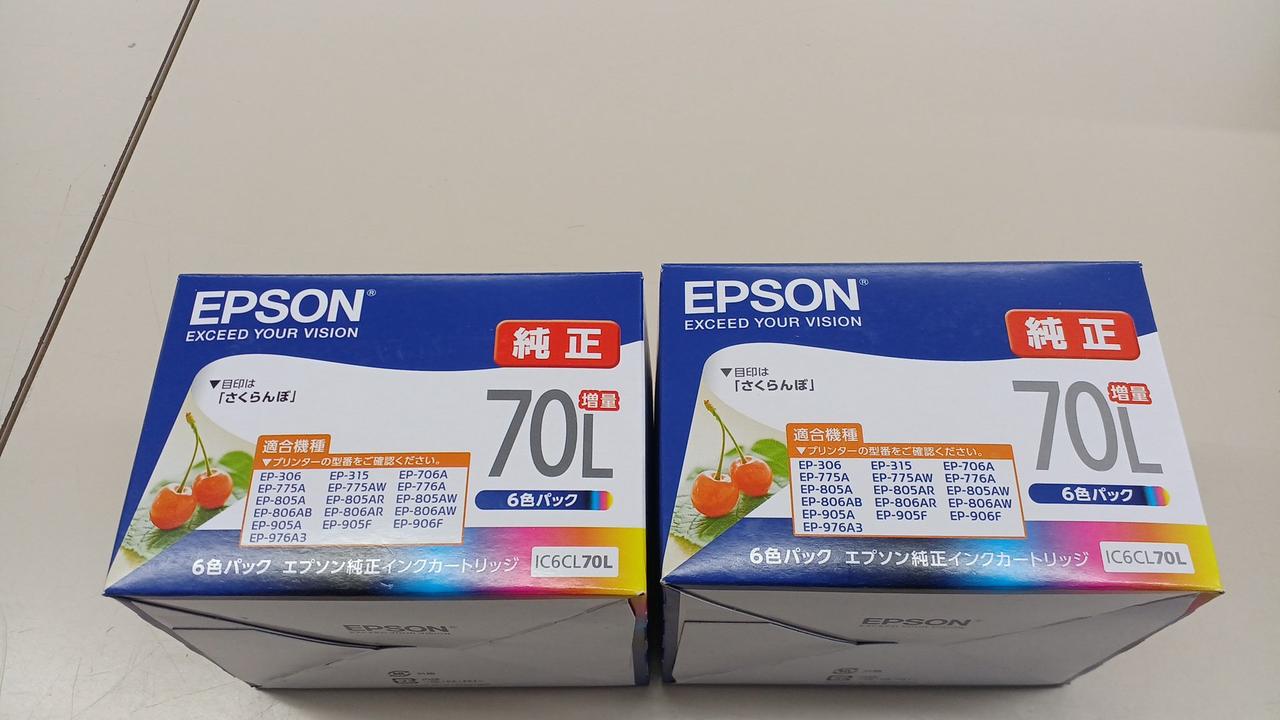 EPSON®
EXCEED YOUR VISION
純正
▼目印は
「さくらんぼ」
70L
増量
適合機種
▼プリンターの型番をご確認ください。
EP-306 EP-315 EP-706A
EP-775A EP-775AW EP-776A
EP-805A EP-805AR EP-805AW
EP-806AB EP-806AR EP-806AW
EP-905A EP-905F EP-906F
EP-976A3
6色パック
6色パック エプソン純正インクカートリッジ
IC6CL70L
EPSON®
EXCEED YOUR VISION
EPSON®
EXCEED YOUR VISION
純正
▼目印は
「さくらんぼ」
70L
増量
適合機種
▼プリンターの型番をご確認ください。
EP-306 EP-315 EP-706A
EP-775A EP-775AW EP-776A
EP-805A EP-805AR EP-805AW
EP-806AB EP-806AR EP-806AW
EP-905A EP-905F EP-906F
EP-976A3
6色パック
6色パック エプソン純正インクカートリッジ
IC6CL70L
EPSON®
EXCEED YOUR VISION